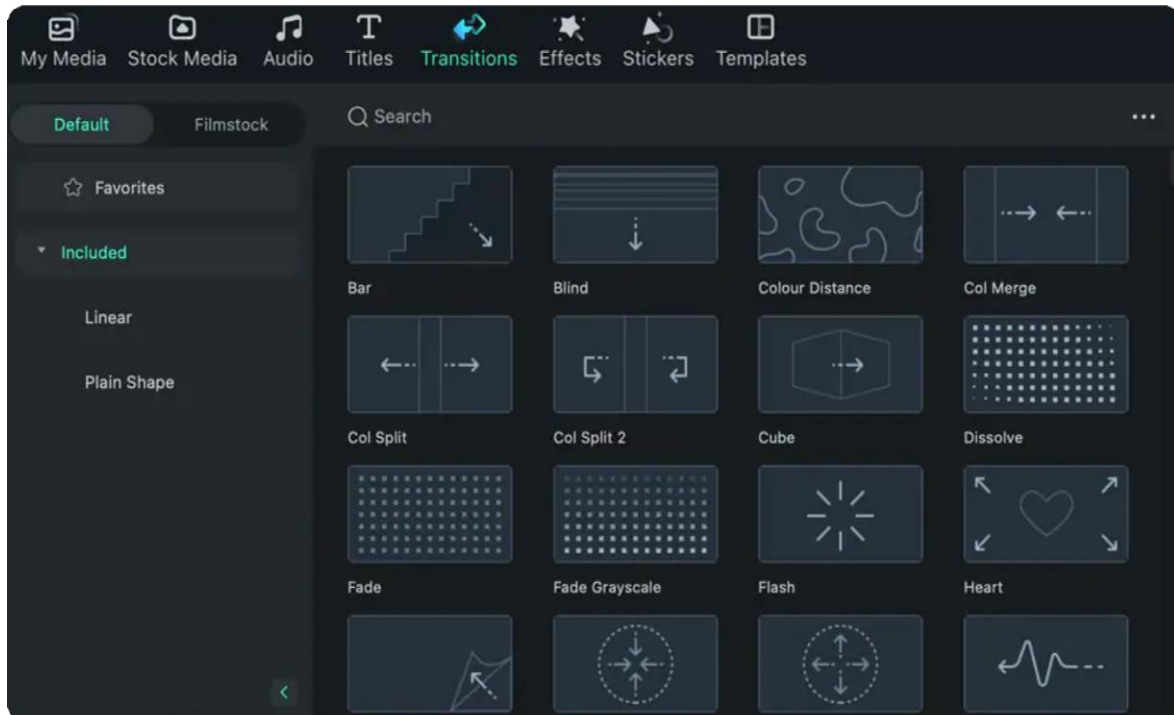 My Media Stock Media Audio Titles Transitions Effects Stickers Templates
Default Filmstock
Search
Favorites
Included
Linear
Plain Shape
Bar Blind Colour Distance Col Merge
Col Split Col Split 2 Cube Dissolve
Fade Fade Grayscale Flash Heart